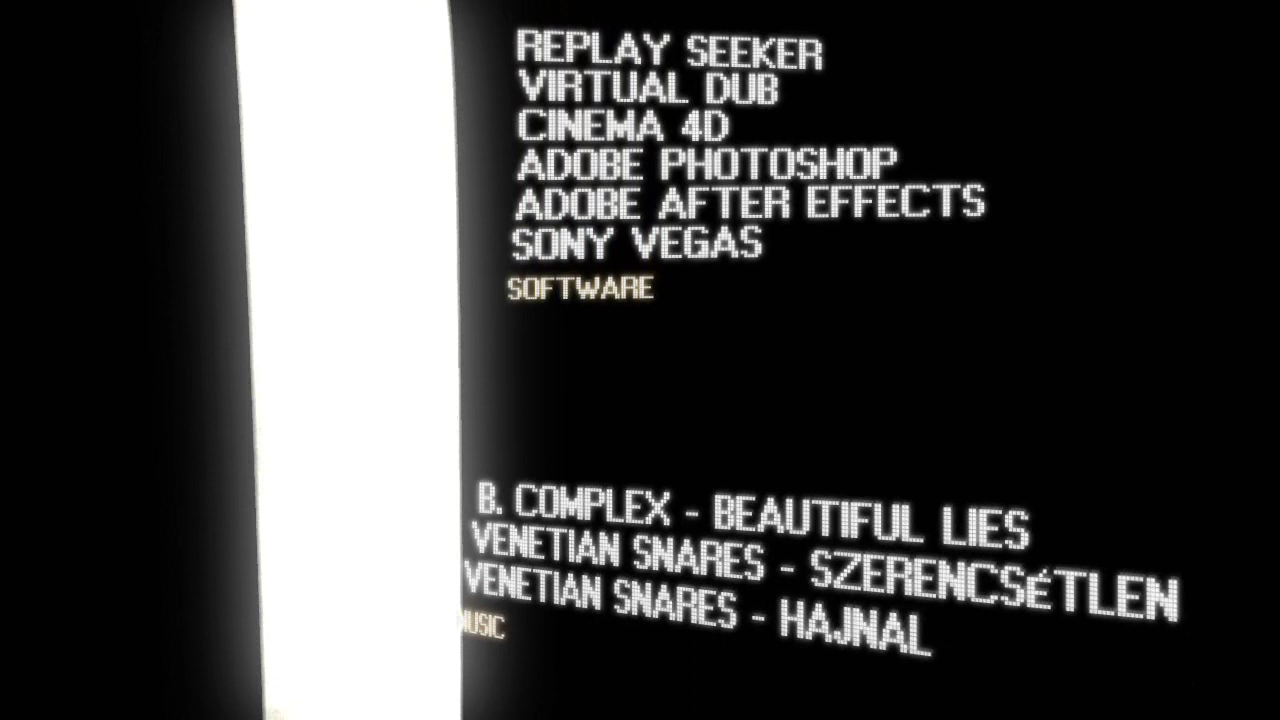 REPLAY SEEKER
VIRTUAL DUB
CINEMA 4D
ADOBE PHOTOSHOP
ADOBE AFTER EFFECTS
SONY VEGAS
SOFTWARE
B. COMPLEX - BEAUTIFUL LIES
VENETIAN SNARES - SZERENCSÉTLEN
VENETIAN SNARES - HAJNAL
MUSIC